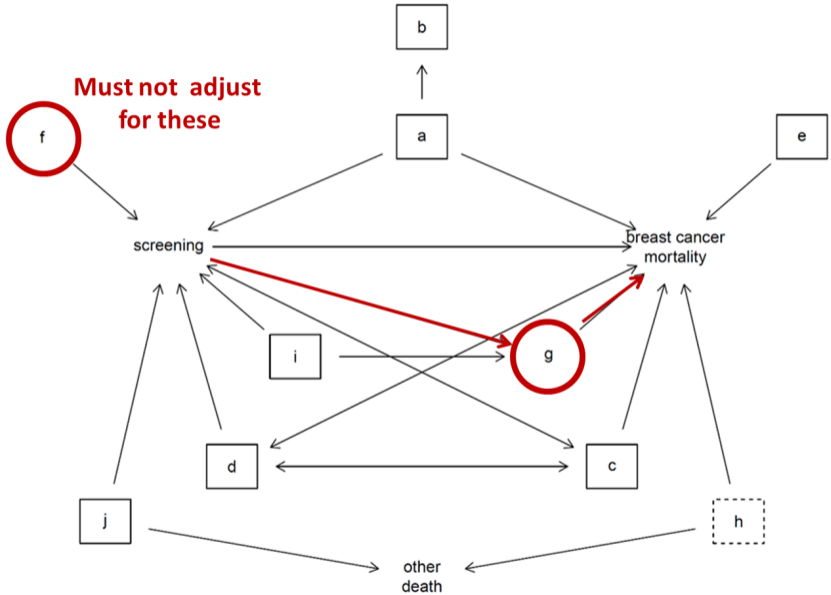 b
Must not adjust
for these
f
a
e
screening
breast cancer
mortality
i
g
d
c
j
h
other
death